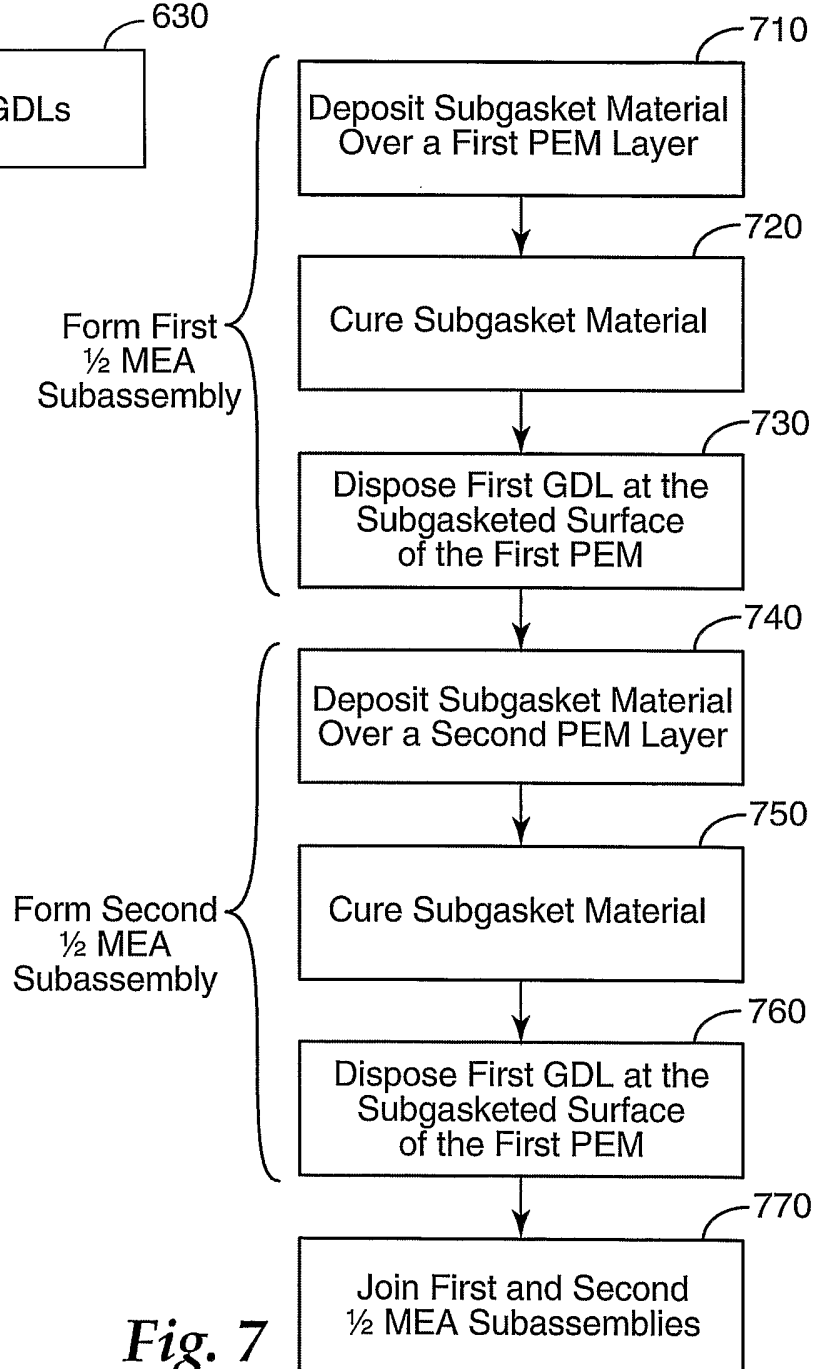 630
GDLs
710
Deposit Subgasket Material
Over a First PEM Layer
720
Cure Subgasket Material
Form First
½ MEA
Subassembly
730
Dispose First GDL at the
Subgasketed Surface
of the First PEM
740
Deposit Subgasket Material
Over a Second PEM Layer
750
Cure Subgasket Material
Form Second
½ MEA
Subassembly
760
Dispose First GDL at the
Subgasketed Surface
of the First PEM
770
Join First and Second
½ MEA Subassemblies
Fig. 7